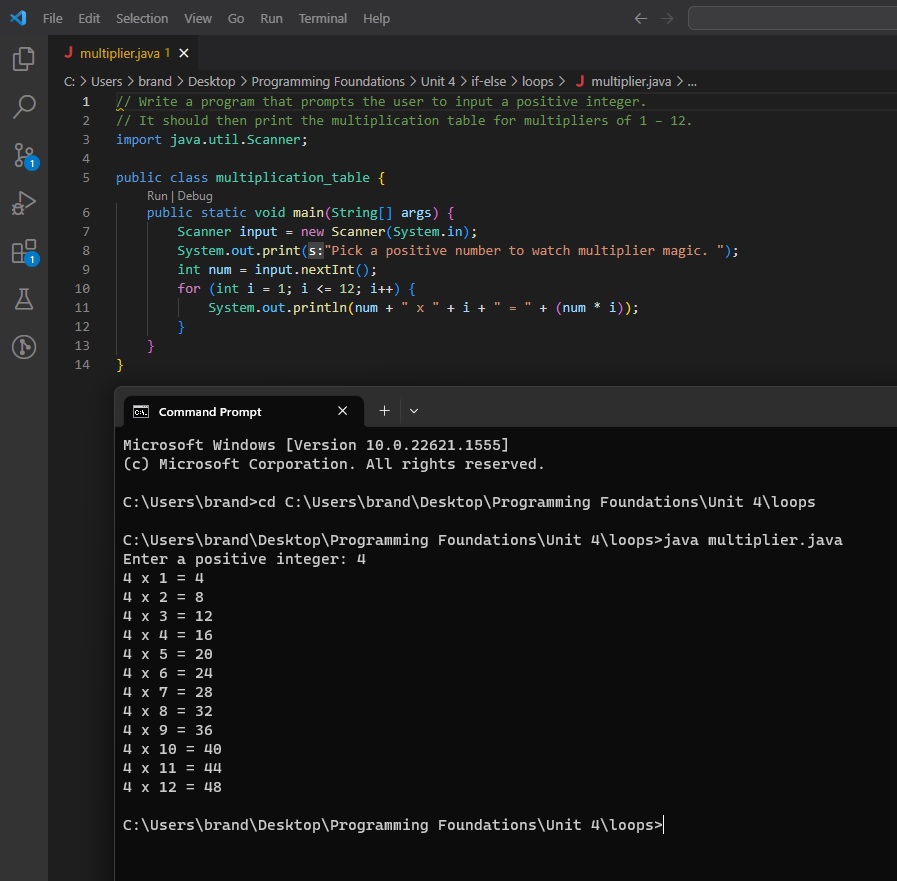 File Edit Selection View Go Run Terminal Help
J multiplier.java 1
C: > Users > brand > Desktop > Programming Foundations > Unit 4 > if-else > loops > J multiplier.java > ...
1 // Write a program that prompts the user to input a positive integer.
2 // It should then print the multiplication table for multipliers of 1 – 12.
3 import java.util.Scanner;
4
5 public class multiplication_table {
Run | Debug
6 public static void main(String[] args) {
7 Scanner input = new Scanner(System.in);
8 System.out.print(s:"Pick a positive number to watch multiplier magic. ");
9 int num = input.nextInt();
10 for (int i = 1; i <= 12; i++) {
11 System.out.println(num + " x " + i + " = " + (num * i));
12 }
13 }
14 }
1
1
C:\. Command Prompt
Microsoft Windows [Version 10.0.22621.1555]
(c) Microsoft Corporation. All rights reserved.
C:\Users\brand>cd C:\Users\brand\Desktop\Programming Foundations\Unit 4\loops
C:\Users\brand\Desktop\Programming Foundations\Unit 4\loops>java multiplier.java
Enter a positive integer: 4
4 x 1 = 4
4 x 2 = 8
4 x 3 = 12
4 x 4 = 16
4 x 5 = 20
4 x 6 = 24
4 x 7 = 28
4 x 8 = 32
4 x 9 = 36
4 x 10 = 40
4 x 11 = 44
4 x 12 = 48
C:\Users\brand\Desktop\Programming Foundations\Unit 4\loops>